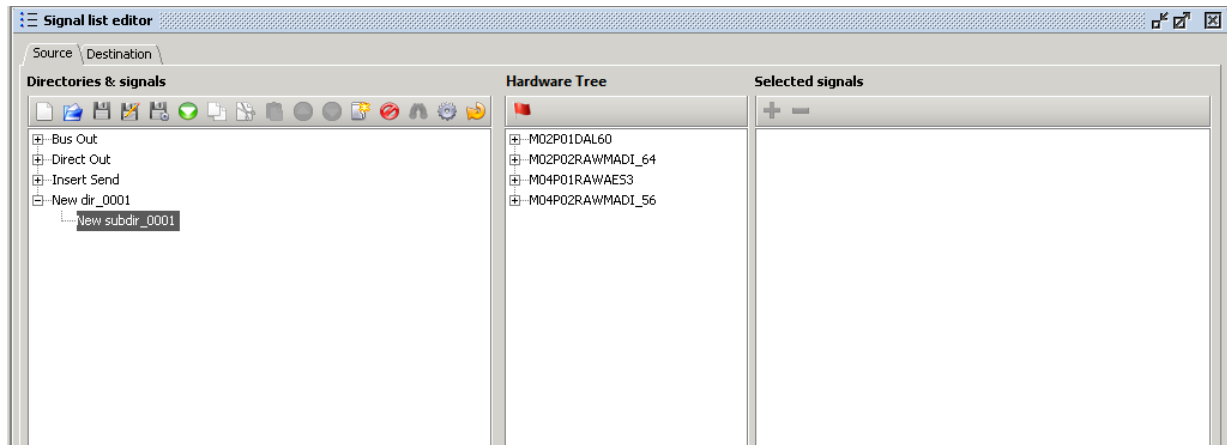 Signal list editor
Source Destination
Directories & signals
Bus Out
Direct Out
Insert Send
New dir_0001
New subdir_0001
Hardware Tree
M02P01DAL60
M02P02RAWMADI_64
M04P01RAWAES3
M04P02RAWMADI_56
Selected signals